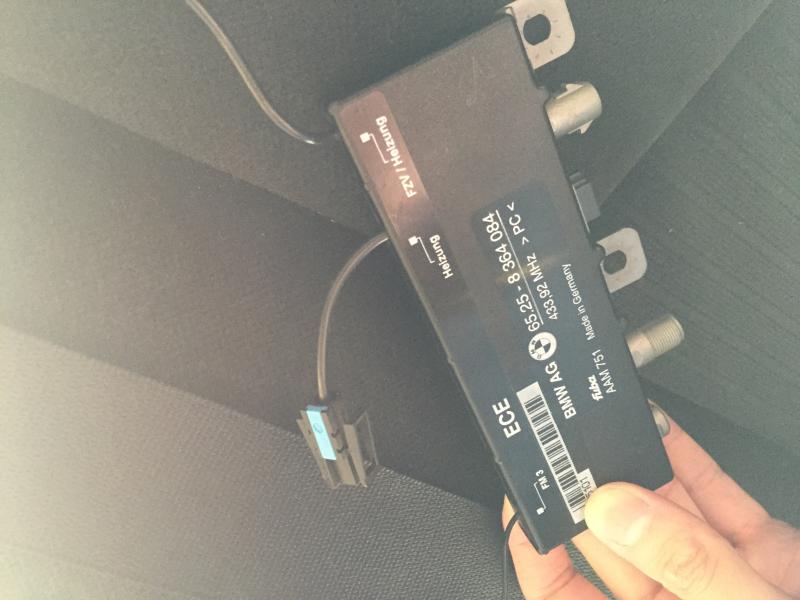 FZV / Heizung
Heizung
ECE
BMW AG 65.25 - 8 364 084
433,92 MHz > PC <
Fuba
AAM 751 Made in Germany
FM 3